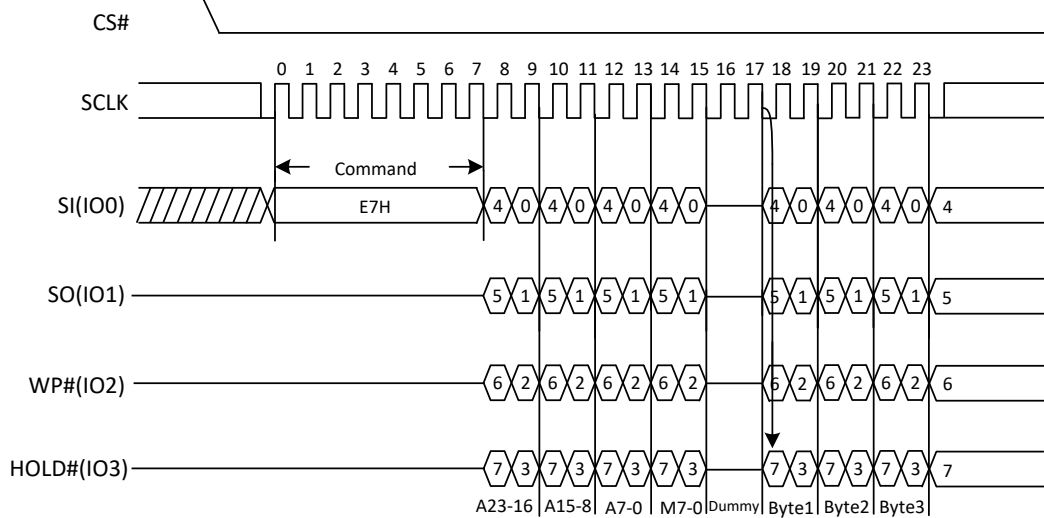 CS#
0 1 2 3 4 5 6 7 8 9 10 11 12 13 14 15 16 17 18 19 20 21 22 23
SCLK
Command
SI(IO0) E7H 4 0 4 0 4 0 4 0 4 0 4 0 4 0 4
SO(IO1) 5 1 5 1 5 1 5 1 5 1 5 1 5 1 5
WP#(IO2) 6 2 6 2 6 2 6 2 6 2 6 2 6 2 6
HOLD#(IO3) 7 3 7 3 7 3 7 3 7 3 7 3 7 3 7
A23-16 A15-8 A7-0 M7-0 Dummy Byte1 Byte2 Byte3